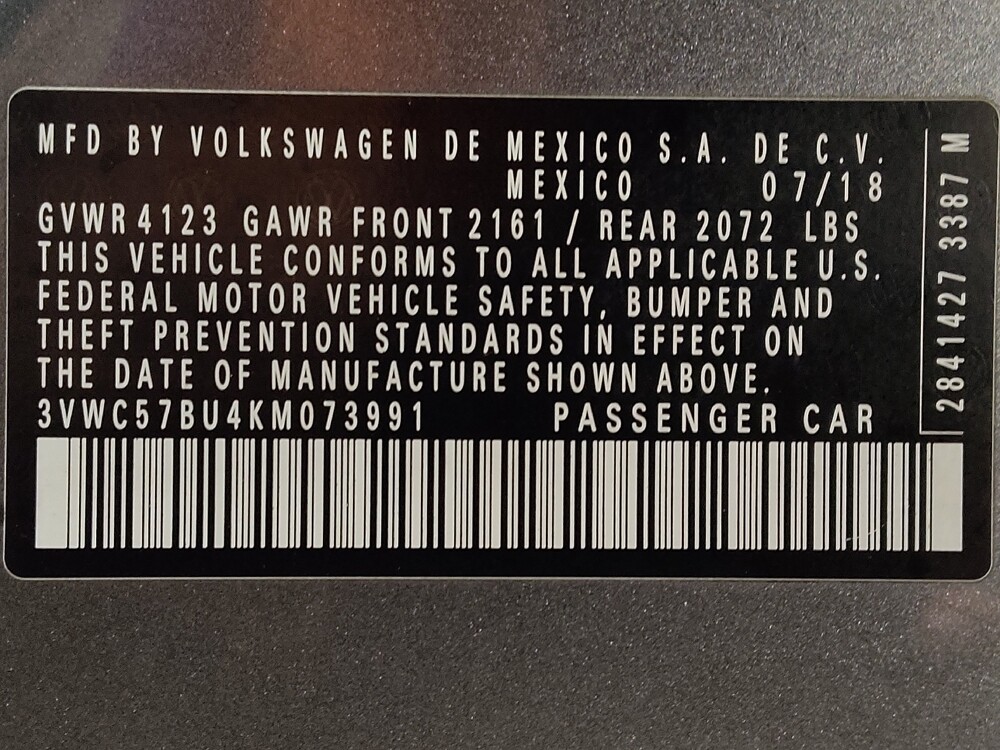 MFD BY VOLKSWAGEN DE MEXICO S.A. DE C.V.
MEXICO 07/18
GVWR 4123 GAWR FRONT 2161 / REAR 2072 LBS
THIS VEHICLE CONFORMS TO ALL APPLICABLE U.S.
FEDERAL MOTOR VEHICLE SAFETY, BUMPER AND
THEFT PREVENTION STANDARDS IN EFFECT ON
THE DATE OF MANUFACTURE SHOWN ABOVE.
3VWC57BU4KM073991 PASSENGER CAR
2841427 3387 M